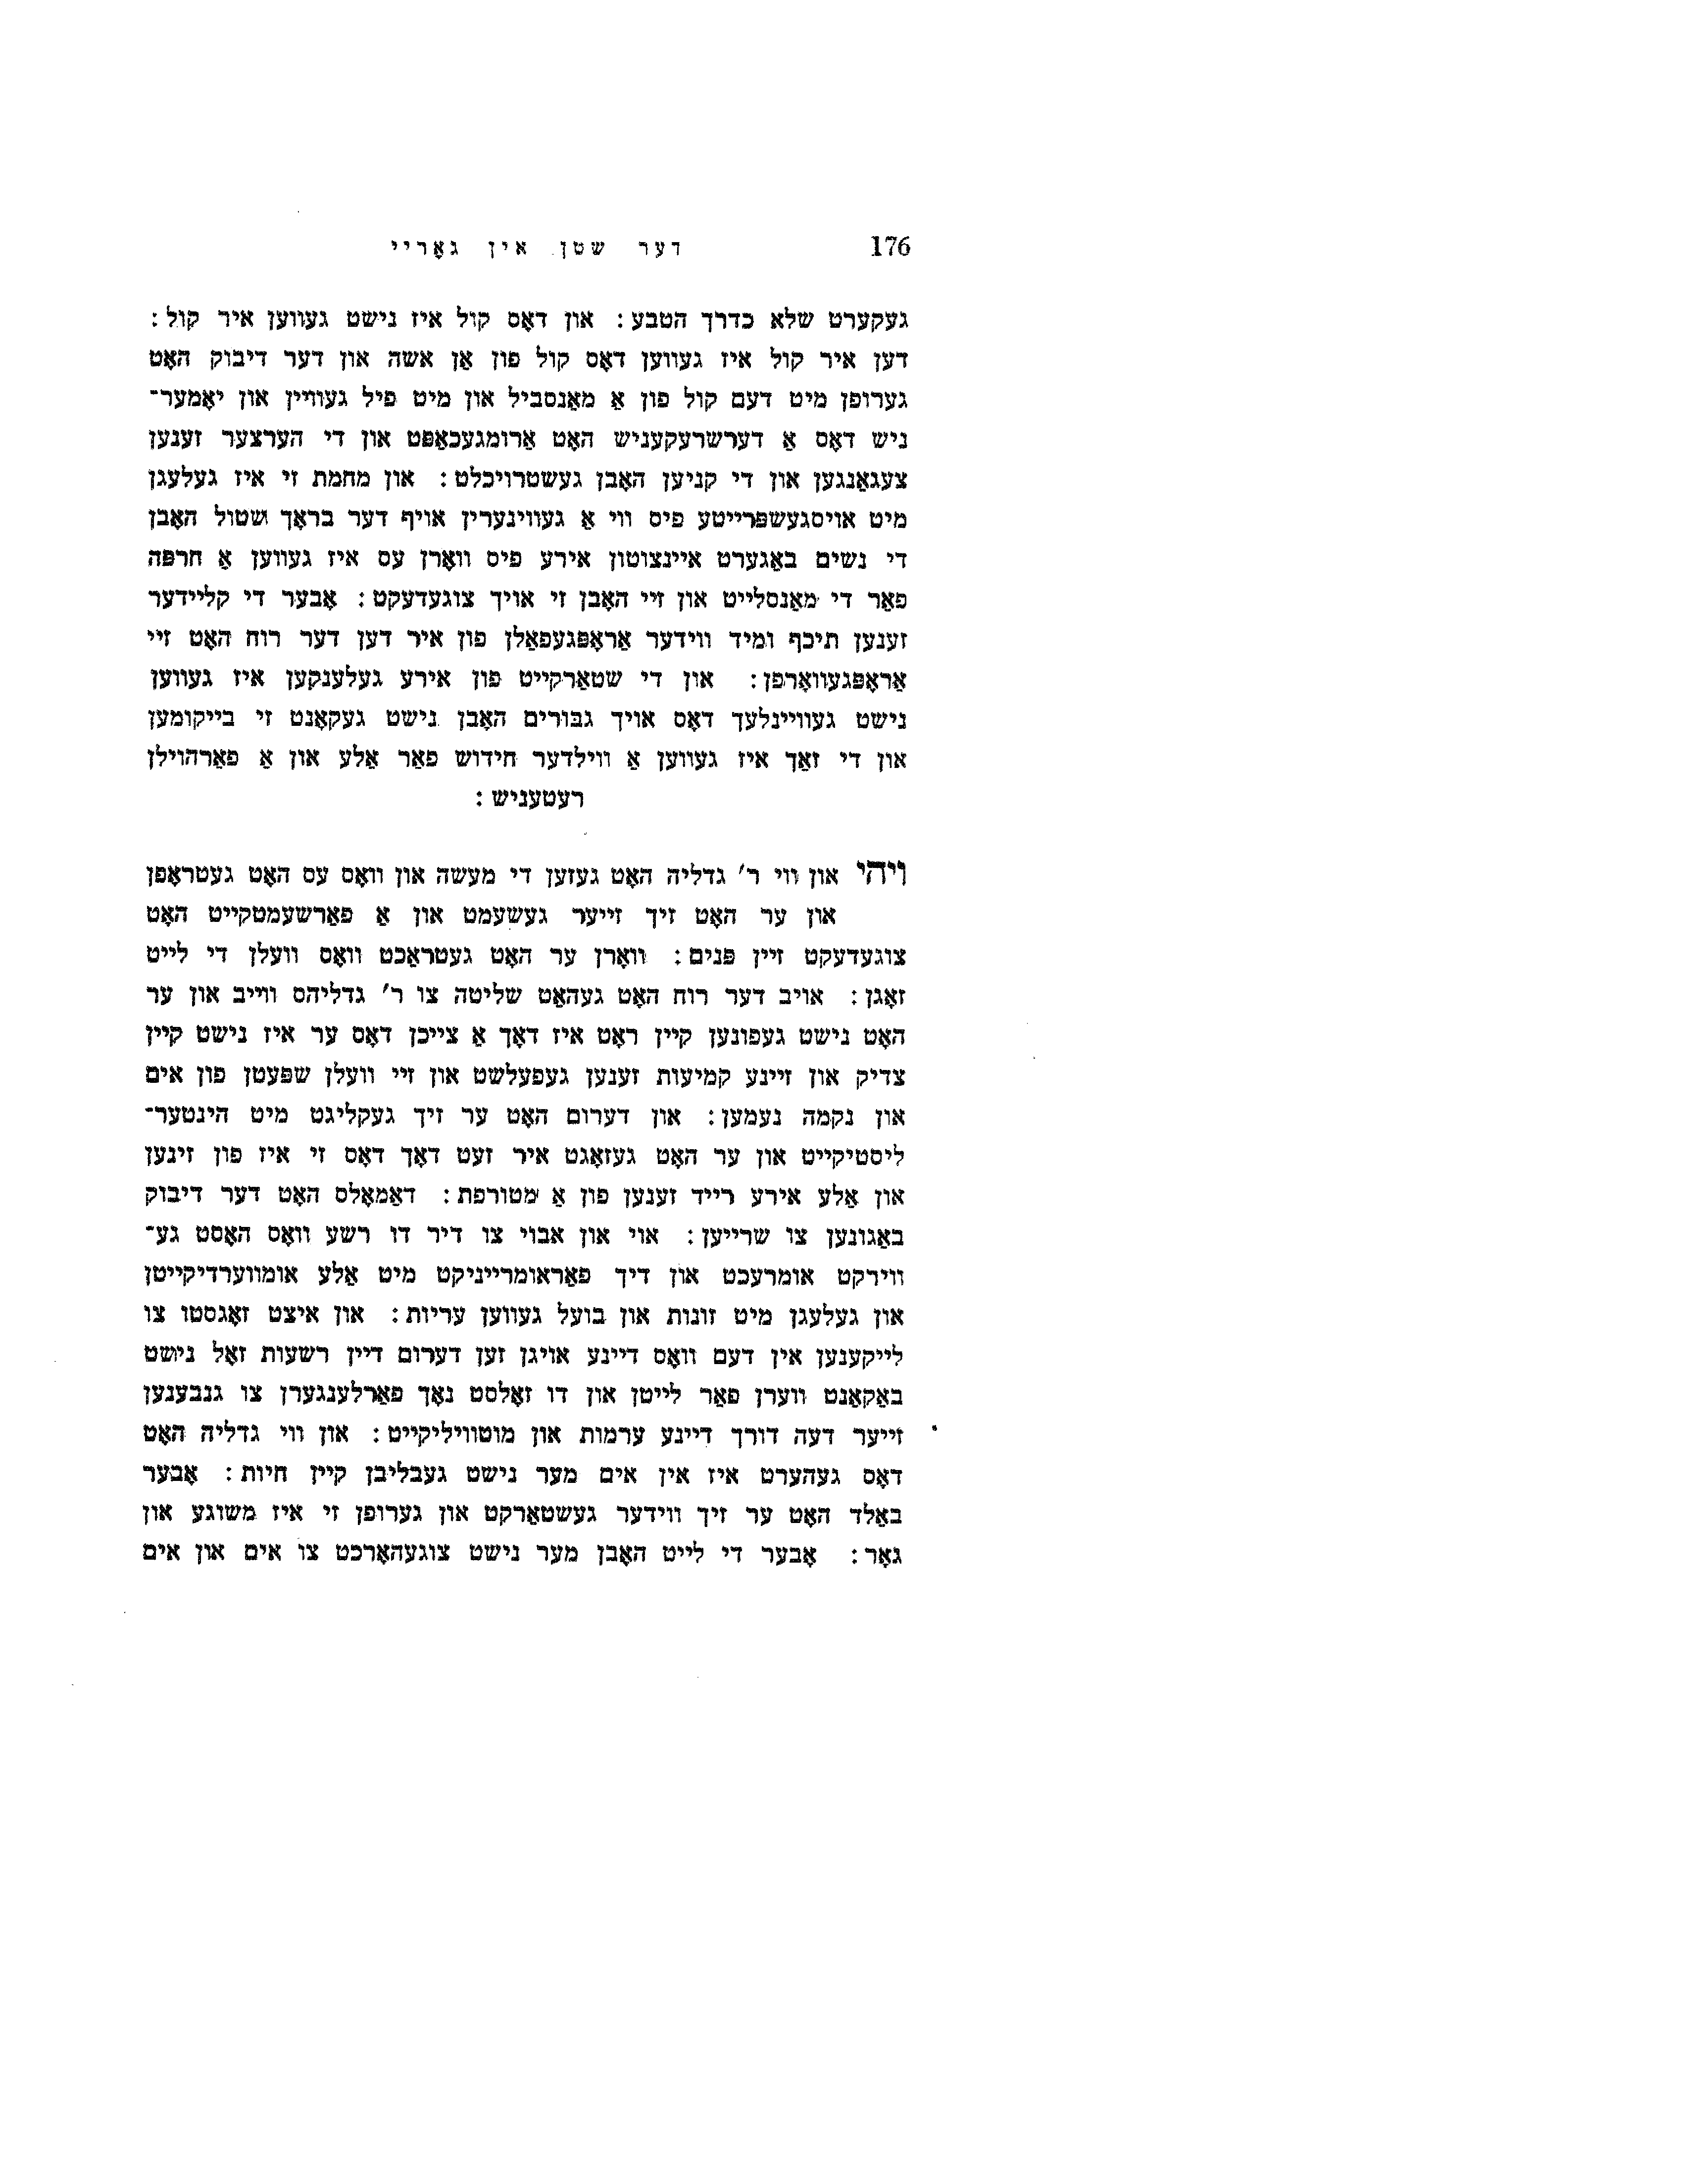 176 דער שטן אין גאָריי
געקערט שלא כדרך הטבע: און דאָס קול איז נישט געווען איר קול:
דען איר קול איז געווען דאָס קול פון אַן אשה און דער דיבוק האָט
גערופן מיט דעם קול פון אַ מאַנסביל און מיט פיל געוויין און יאָמער־
ניש דאָס אַ דערשרעקעניש האָט אַרומגעכאַפּט און די הערצער זענען
צעגאַנגען און די קניען האָבן געשטרויכלט: און מחמת זי איז געלעגן
מיט אויסגעשפּרייטע פיס ווי אַ געווינערין אויף דער בראָך שטול האָבן
די נשים באַגערט איינצוטון אירע פיס וואָרן עס איז געווען אַ חרפּה
פאַר די מאַנסלייט און זיי האָבן זי אויך צוגעדעקט: אָבער די קליידער
זענען תיכף ומיד ווידער אַראָפּגעפאַלן פון איר דען דער רוח האָט זיי
אַראָפּגעוואָרפן: און די שטאַרקייט פון אירע געלענקען איז געווען
נישט געוויינלעך דאָס אויך גבורים האָבן נישט געקאָנט זי בייקומען
און די זאַך איז געווען אַ ווילדער חידוש פאַר אַלע און אַ פאַרהוילן
רעטעניש:
ויהי און ווי ר' גדליה האָט געזען די מעשה און וואָס עס האָט געטראָפן
און ער האָט זיך זייער געשעמט און אַ פאַרשעמטקייט האָט
צוגעדעקט זיין פּנים: וואָרן ער האָט געטראַכט וואָס וועלן די לייט
זאָגן: אויב דער רוח האָט געהאַט שליטה צו ר' גדליהס ווייב און ער
האָט נישט געפונען קיין ראָט איז דאָך אַ צייכן דאָס ער איז נישט קיין
צדיק און זיינע קמיעות זענען געפעלשט און זיי וועלן שפּעטן פון אים
און נקמה נעמען: און דערום האָט ער זיך געקליגט מיט הינטער־
ליסטיקייט און ער האָט געזאָגט איר זעט דאָך דאָס זי איז פון זינען
און אַלע אירע רייד זענען פון אַ מטורפת: דאַמאָלס האָט דער דיבוק
באַגונען צו שרייען: אוי און אבוי צו דיר דו רשע וואָס האָסט גע־
ווירקט אומרעכט און דיך פאַראומרייניקט מיט אַלע אומווערדיקייטן
און געלעגן מיט זונות און בועל געווען עריות: און איצט זאָגסטו צו
לייקענען אין דעם וואָס דיינע אויגן זען דערום דיין רשעות זאָל נישט
באַקאַנט ווערן פאַר לייטן און דו זאָלסט נאָך פאַרלענגערן צו גנבענען
זייער דעה דורך דיינע ערמות און מוטוויליקייט: און ווי גדליה האָט
דאָס געהערט איז אין אים מער נישט געבליבן קיין חיות: אָבער
באַלד האָט ער זיך ווידער געשטאַרקט און גערופן זי איז משוגע און
גאָר: אָבער די לייט האָבן מער נישט צוגעהאָרכט צו אים און אים